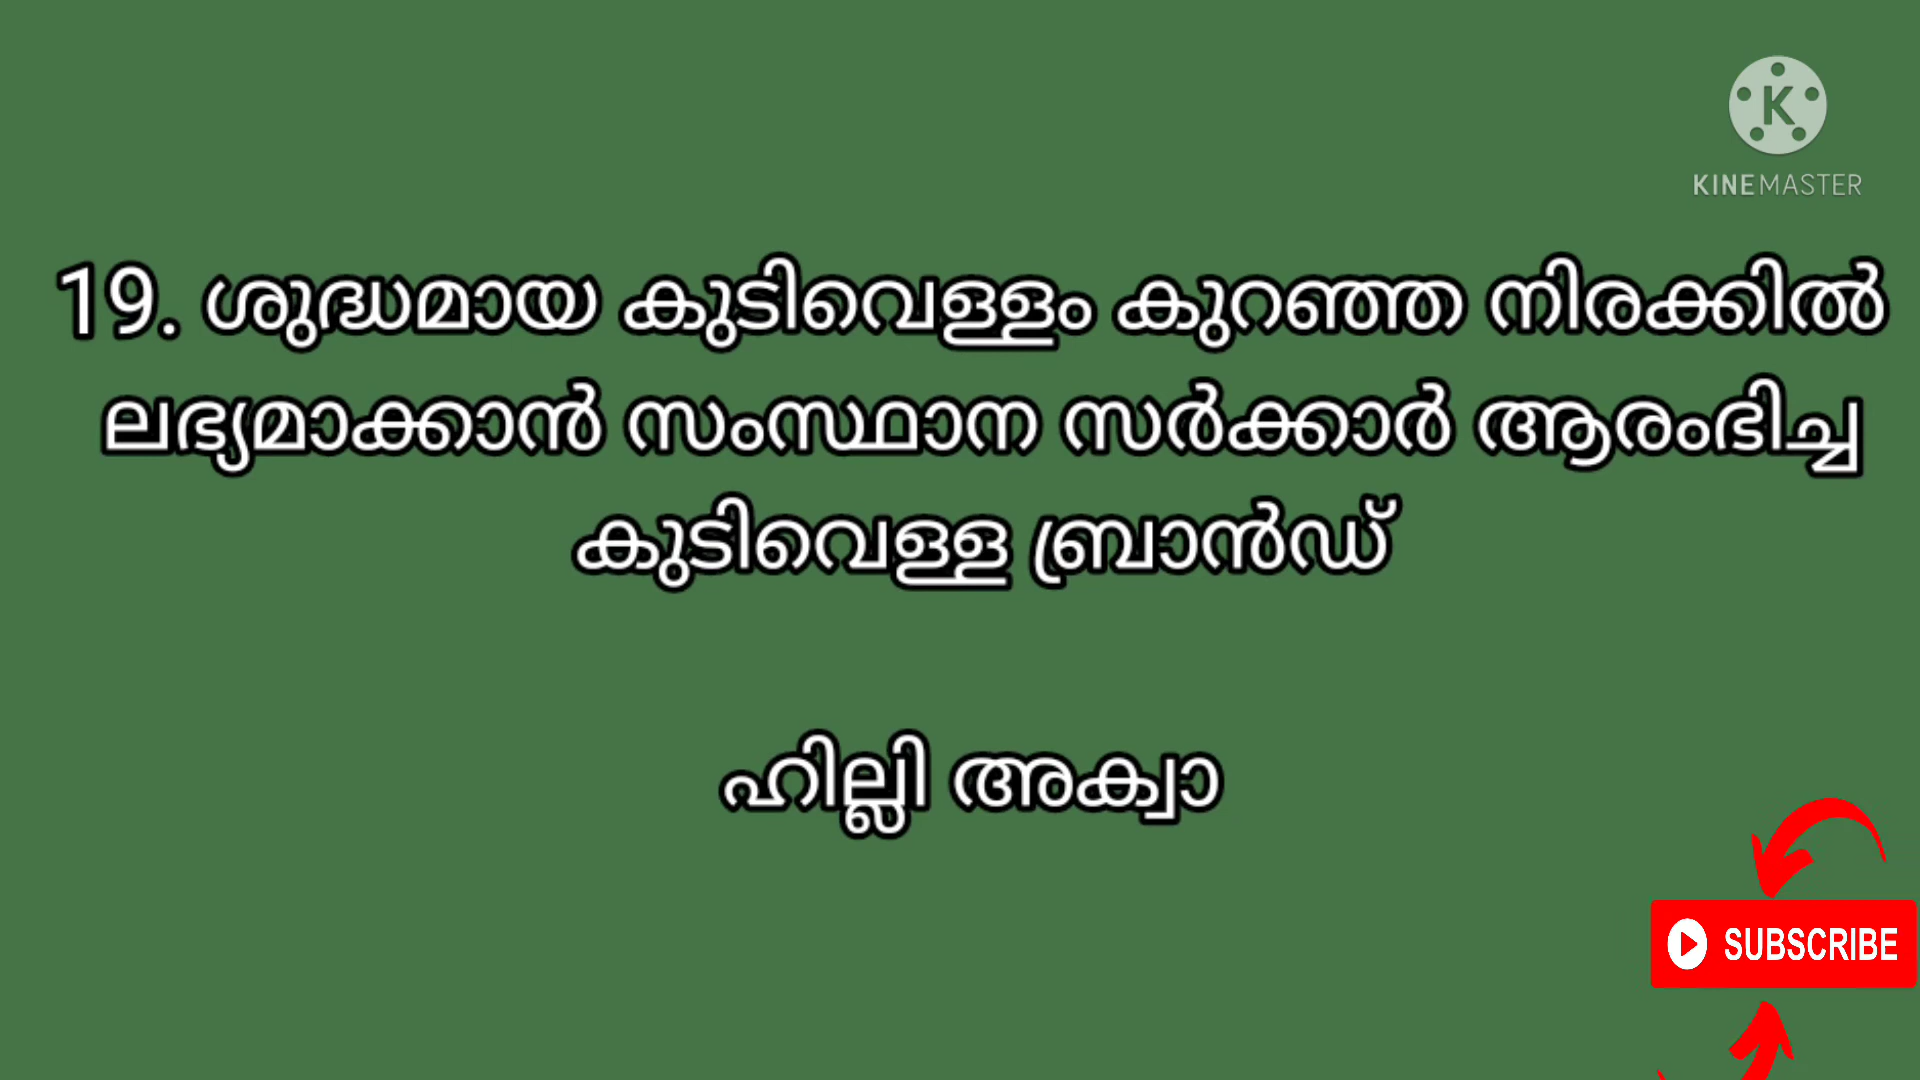 KINEMASTER
19. ശുദ്ധമായ കുടിവെള്ളം കുറഞ്ഞ നിരക്കിൽ
ലഭ്യമാക്കാൻ സംസ്ഥാന സർക്കാർ ആരംഭിച്ച
കുടിവെള്ള ബ്രാൻഡ്
ഹില്ലി അക്വാ
SUBSCRIBE